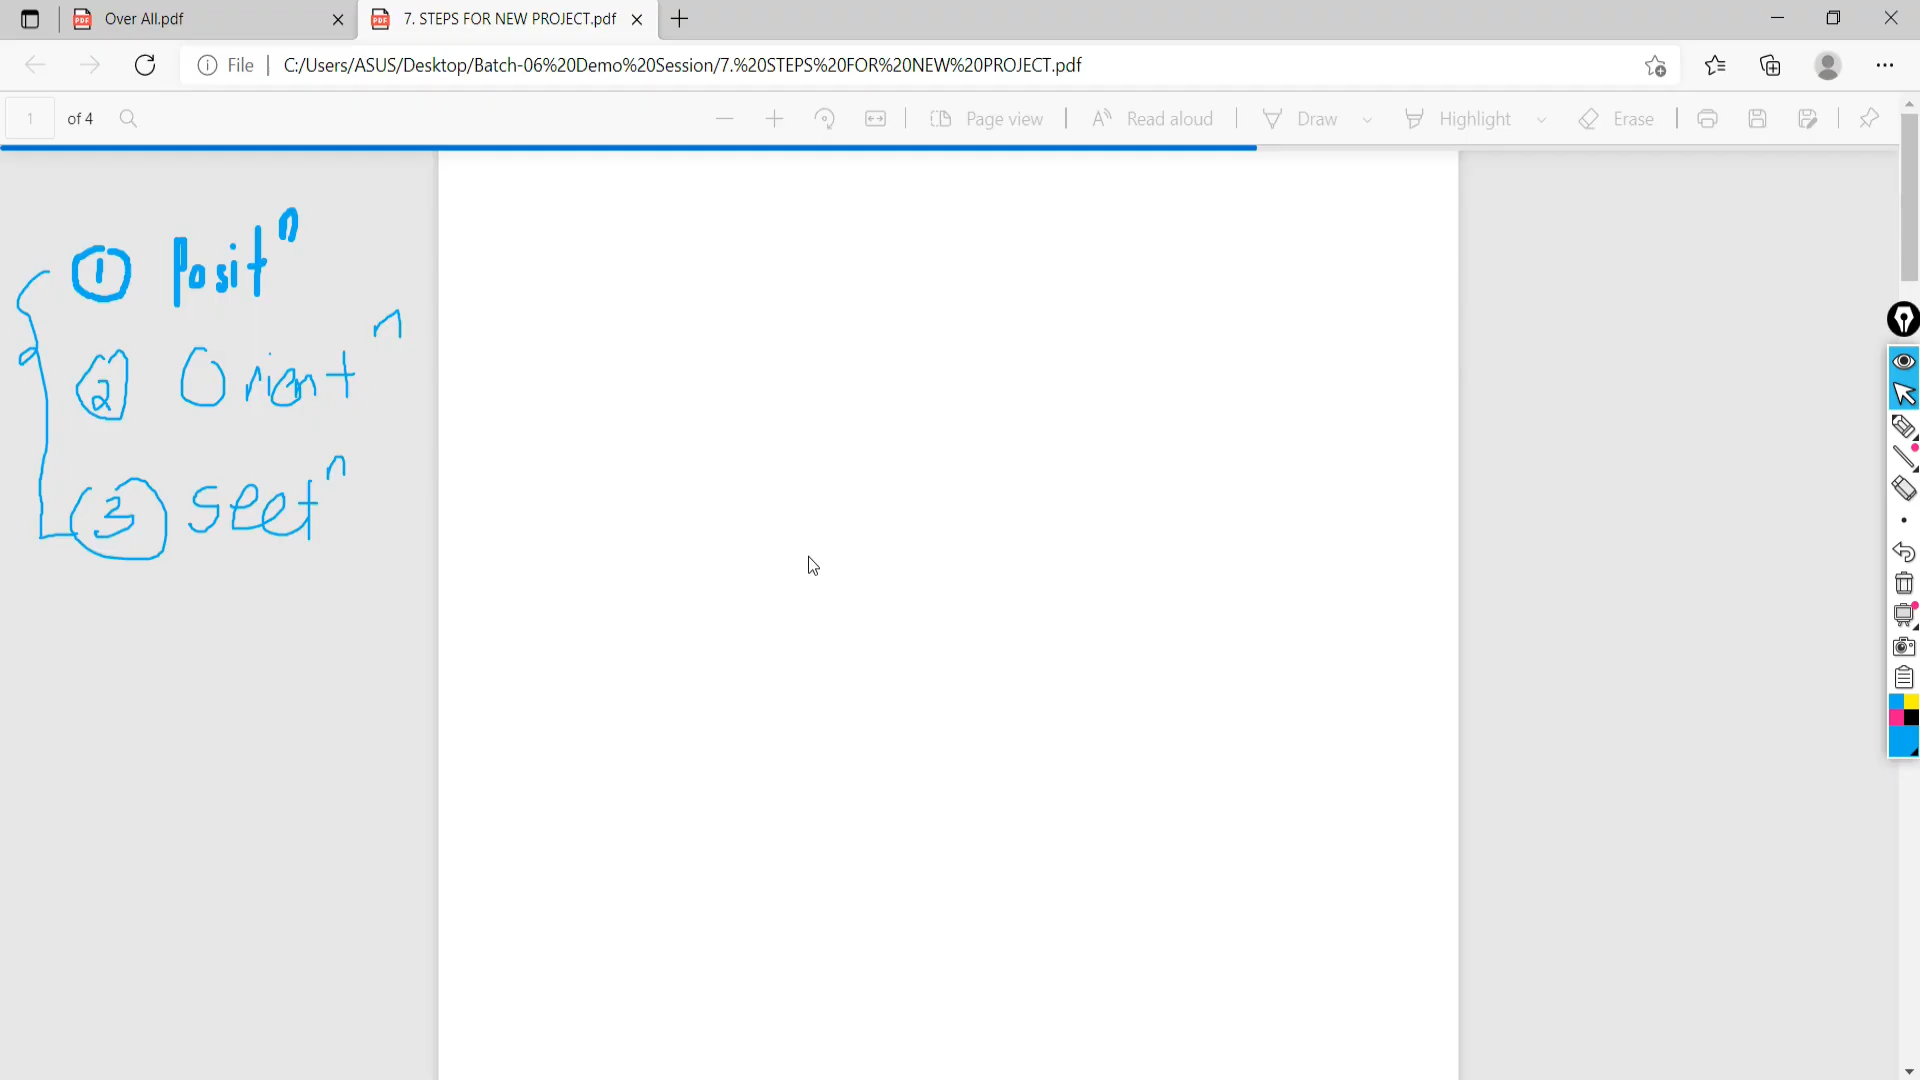 Over All.pdf
7. STEPS FOR NEW PROJECT.pdf
File | C:/Users/ASUS/Desktop/Batch-06%20Demo%20Session/7.%20STEPS%20FOR%20NEW%20PROJECT.pdf
1 of 4
Page view
Read aloud
Draw
Highlight
Erase
① Positⁿ
② Orientⁿ
③ Sectⁿ